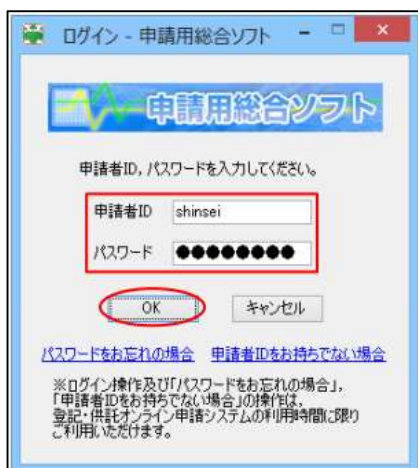 ログイン - 申請用総合ソフト
申請用総合ソフト
申請者ID, パスワードを入力してください。
申請者ID shinsei
パスワード ●●●●●●●●
OK キャンセル
パスワードをお忘れの場合 申請者IDをお持ちでない場合
※ログイン操作及び「パスワードをお忘れの場合」,
「申請者IDをお持ちでない場合」の操作は,
登記・供託オンライン申請システムの利用時間に限り
ご利用いただけます。